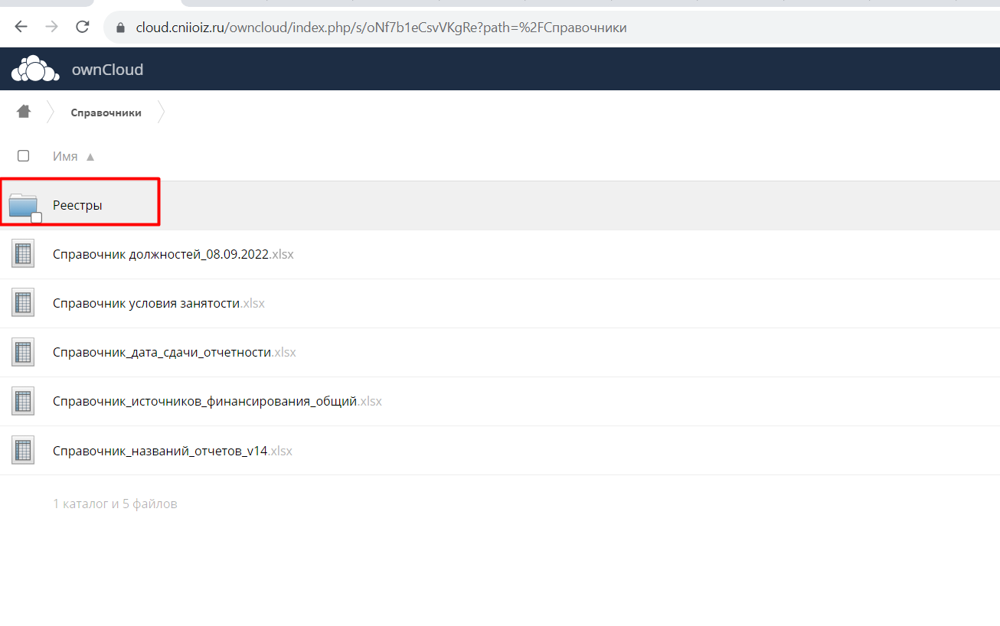 cloud.cniioiz.ru/owncloud/index.php/s/oNf7b1eCsvVKgRe?path=%2FСправочники
ownCloud
Справочники
Имя ▲
Реестры
Справочник должностей_08.09.2022.xlsx
Справочник условия занятости.xlsx
Справочник_дата_сдачи_отчетности.xlsx
Справочник_источников_финансирования_общий.xlsx
Справочник_названий_отчетов_v14.xlsx
1 каталог и 5 файлов